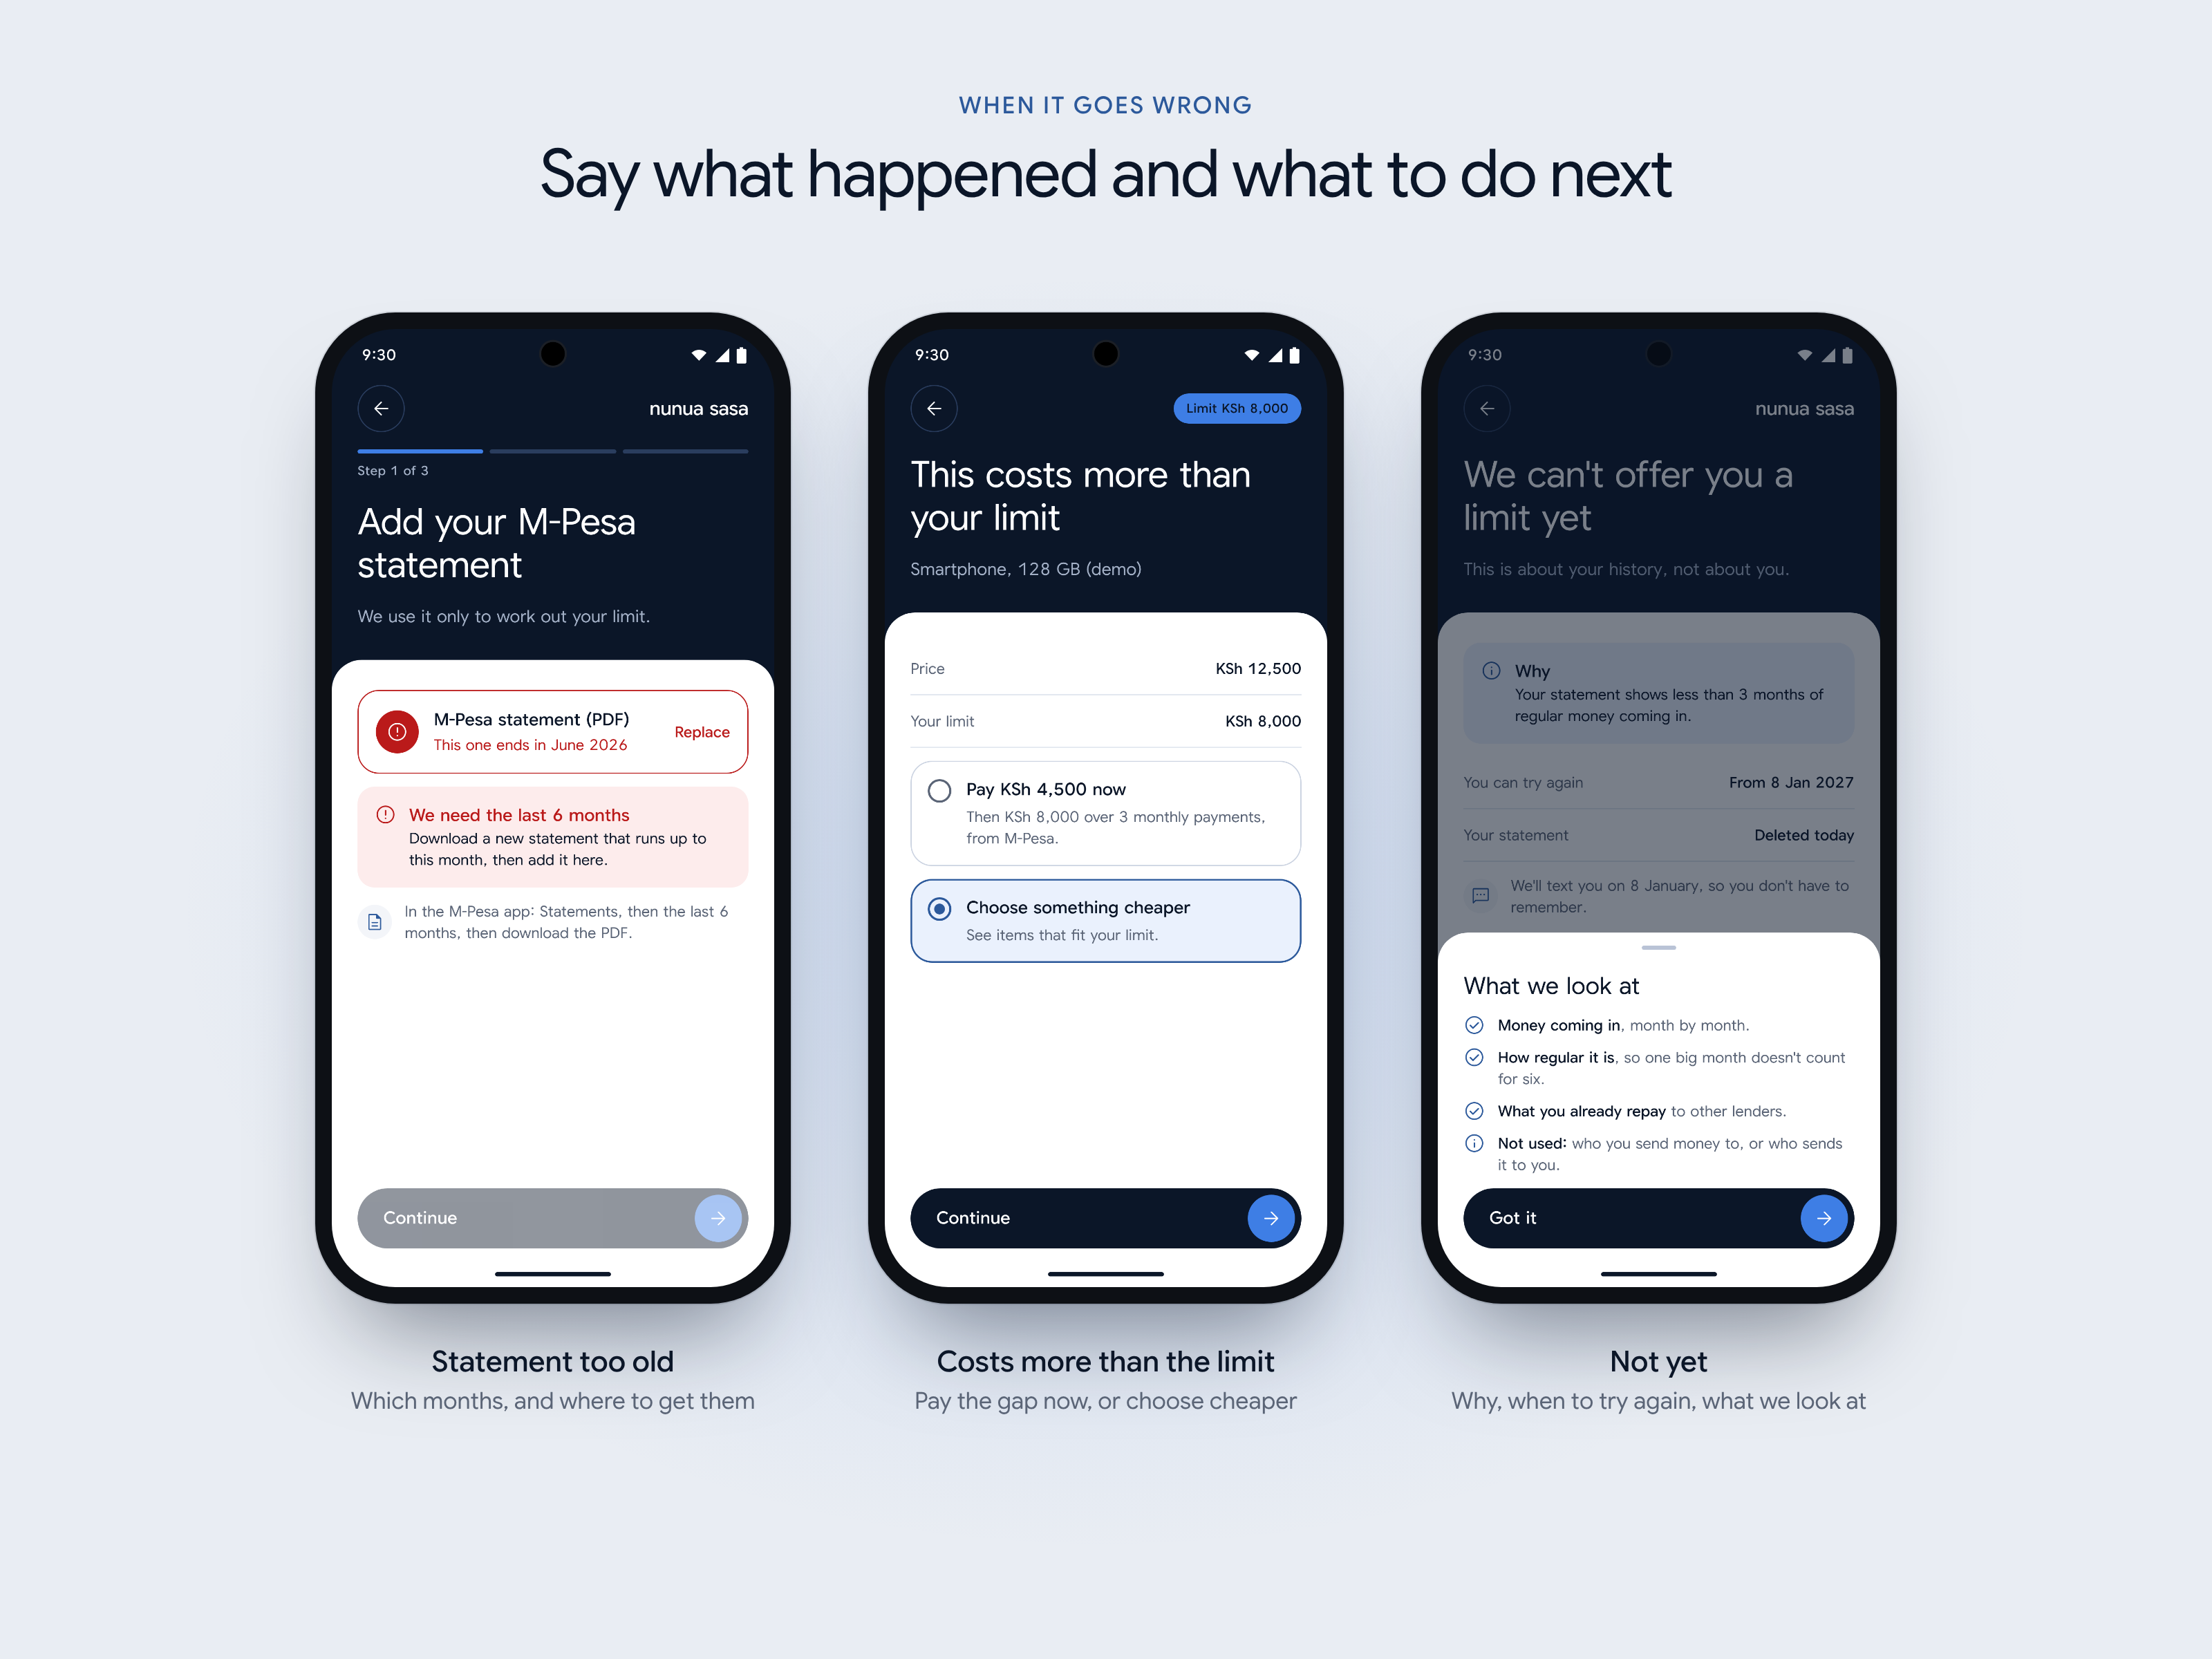 WHEN IT GOES WRONG
Say what happened and what to do next
9:30
nunua sasa
Step 1 of 3
Add your M-Pesa
statement
We use it only to work out your limit.
M-Pesa statement (PDF)
This one ends in June 2026
Replace
We need the last 6 months
Download a new statement that runs up to
this month, then add it here.
In the M-Pesa app: Statements, then the last 6
months, then download the PDF.
Continue
Statement too old
Which months, and where to get them
9:30
Limit KSh 8,000
This costs more than
your limit
Smartphone, 128 GB (demo)
Price KSh 12,500
Your limit KSh 8,000
Pay KSh 4,500 now
Then KSh 8,000 over 3 monthly payments,
from M-Pesa.
Choose something cheaper
See items that fit your limit.
Continue
Costs more than the limit
Pay the gap now, or choose cheaper
9:30
nunua sasa
We can't offer you a
limit yet
This is about your history, not about you.
Why
Your statement shows less than 3 months of
regular money coming in.
You can try again From 8 Jan 2027
Your statement Deleted today
We'll text you on 8 January, so you don't have to
remember.
What we look at
Money coming in, month by month.
How regular it is, so one big month doesn't count
for six.
What you already repay to other lenders.
Not used: who you send money to, or who sends
it to you.
Got it
Not yet
Why, when to try again, what we look at